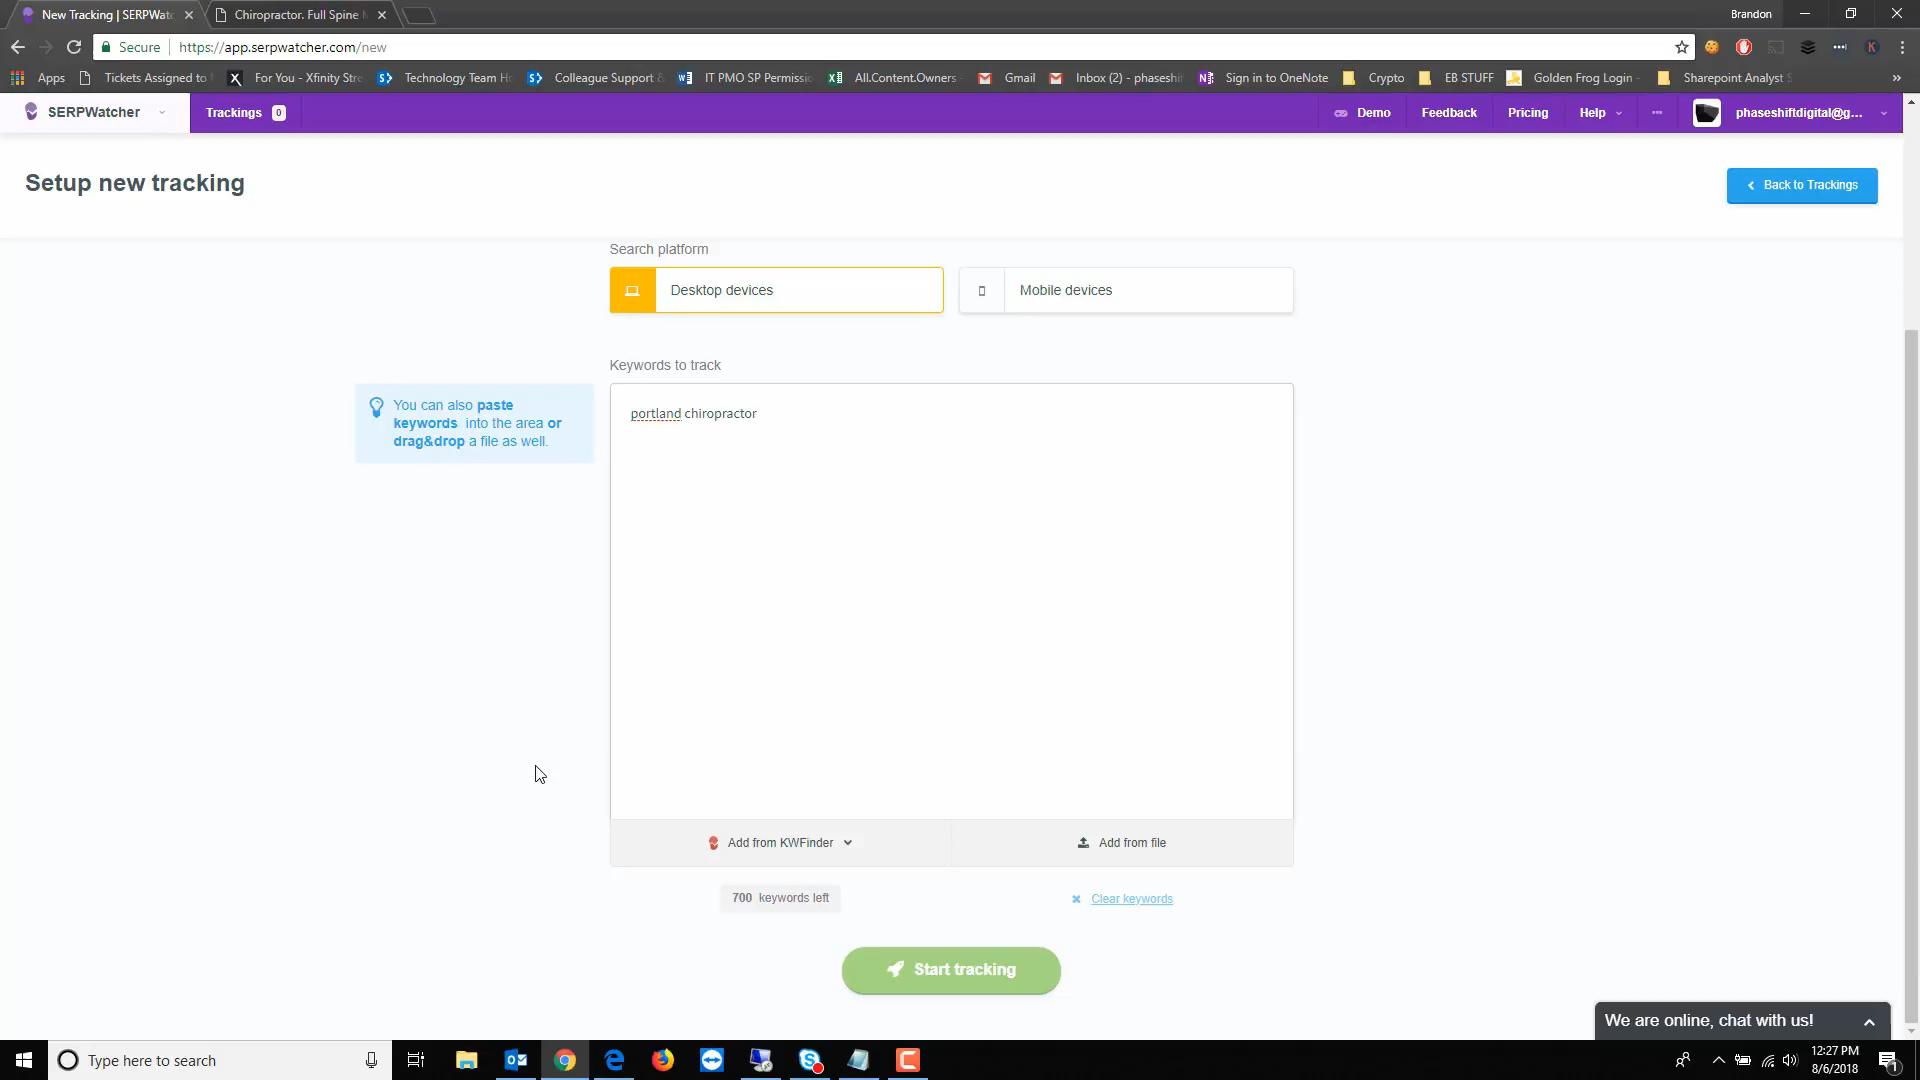 New Tracking | SERPWatc
Chiropractor. Full Spine
Brandon
Secure
https://app.serpwatcher.com/new
Apps
Tickets Assigned to
For You - Xfinity Stre
Technology Team H
Colleague Support &
IT PMO SP Permissio
All.Content.Owners
Gmail
Inbox (2) - phaseshi
Sign in to OneNote
Crypto
EB STUFF
Golden Frog Login -
Sharepoint Analyst
»
SERPWatcher
Trackings 0
Demo
Feedback
Pricing
Help
phaseshiftdigital@g...
Setup new tracking
Back to Trackings
Search platform
Desktop devices
Mobile devices
Keywords to track
You can also paste
keywords into the area or
drag&drop a file as well.
portland chiropractor
Add from KWFinder
Add from file
700 keywords left
Clear keywords
Start tracking
We are online, chat with us!
Type here to search
12:27 PM
8/6/2018
1